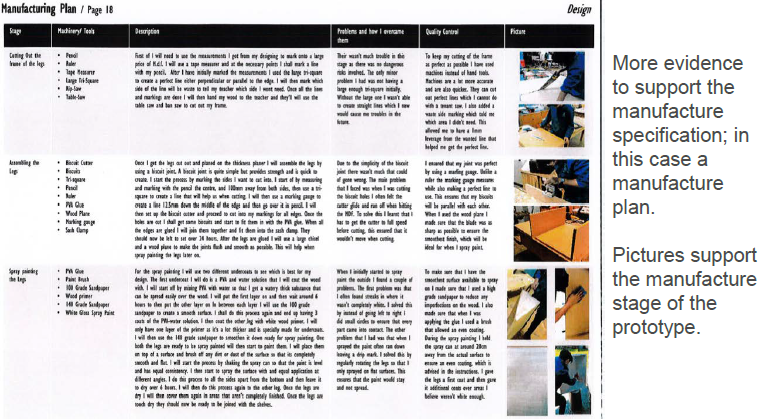 Manufacturing Plan / Page 18
Design
Stage
Machinery/ Tools
Description
Problems and how I overcame
them
Quality Control
Picture
Cutting Out the
frame of the legs
• Pencil
• Ruler
• Tape Measurer
• Large Tri-Square
• Rip-Saw
• Table-Saw
First of I will need to use the measurements I get from my designing to mark onto a large
price of M.d.f. I will use a tape measurer and at the necessary points I shall mark a line
with my pencil. After I have initially marked the measurements I used the large tri-square
to create a perfect line either perpendicular or parallel to the edge. I will then mark which
side of the line will be waste to tell my teacher which side I want need. Once all the lines
and markings are done I will then hand my wood to the teacher and they'll will use the
table saw and ban saw to cut out my frame.
Their wasn't much trouble in this
stage as there was no dangerous
risks involved. The only minor
problem I had was not having a
large enough tri-square initially.
Without the large one I wasn't able
to create straight lines which I now
would cause me troubles in the
future.
To keep my cutting of the frame
as perfect as possible I have used
machines instead of hand tools.
Machines are a lot more accurate
and are also quicker. They can cut
out perfect lines which I cannot do
with a tenant saw. I also added a
waste side marking which told me
which area I didn't need. This
allowed me to have a 1mm
leverage from the wanted line that
helped me get the perfect line.
Assembling the
Legs
• Biscuit Cutter
• Biscuits
• Tri-square
• Pencil
• Ruler
• PVA Glue
• Wood Plane
• Marking gauge
• Sash Clamp
Once I get the legs cut out and planed on the thickness planer I will assemble the legs by
using a biscuit joint. A biscuit joint is quite simple but provides strength and is quick to
create. I start the process by marking the sides I want to cut into. I start of by measuring
and marking with the pencil the centre, and 100mm away from both sides, then use a tri-
square to create a line that will help us when cutting. I will then use a marking gauge to
create a line 12.5mm down the middle off the edge and then go over it in pencil. I will
then set up the biscuit cutter and proceed to cut into my markings for all edges. Once the
holes are cut I shall get some biscuits and start to fit them in with the PVA glue. When all
the edges are glued I will join them together and fit them into the sash clamp. They
should now be left to set over 24 hours. After the legs are glued I will use a large chisel
and a wood plane to make the joints flush and smooth as possible. This will help when
spray painting the legs later on.
Due to the simplicity of the biscuit
joint there wasn't much that could
of gone wrong. The main problem
that I faced was when I was cutting
the biscuit holes I often felt the
cutter glide and run off when hitting
the MDF. To solve this I learnt that I
has to get the cutter to full speed
before cutting, this ensured that it
wouldn't move when cutting.
I ensured that my joint was perfect
by using a marking gauge. Unlike a
ruler the marking gauge measures
while also making a perfect line to
use. This ensures that my biscuits
will be parallel with each other.
When I used the wood plane I
made sure that the blade was as
sharp as possible to ensure the
smoothest finish, which will be
ideal for when I spray paint.
Spray painting
the Legs
• PVA Glue
• Paint Brush
• 100 Grade Sandpaper
• Wood primer
• 140 Grade Sandpaper
• White Gloss Spray Paint
For the spray painting I will use two different undercoats to see which is best for my
design. The first undercoat I will do is a PVA and water solution that I will coat the wood
with. I will start off by mixing PVA with water so that I get a watery thick substance that
can be spread easily over the wood. I will put the first layer on and then wait around 6
hours to then put the other layer on in between each layer I will use the 100 grade
sandpaper to create a smooth surface. I shall do this process again and end up having 3
coats of the PVA-water solution. I then coat the other leg with white wood primer. I will
only have one layer of the primer as it's a lot thicker and is specially made for undercoats.
I will then use the 140 grade sandpaper to smoothen it down ready for spray painting. One
both the legs are ready to be spray painted I will then start to paint them. I will place them
on top of a surface and brush of any dirt or dust of the surface so that its completely
smooth and flat. I will start the process by shaking the spray can so that the paint is level
and has equal consistency. I then start to spray the surface with and equal application at
different angles. I do this process to all the sides apart from the bottom and then leave it
to dry over 6 hours. I will then do this process again to the other leg. Once the legs are
dry I will then cover them again in areas that aren't completely finished. Once the legs are
touch dry they should now be ready to be joined with the shelves.
When I initially started to spray
paint the outside I found a couple of
problems. The first problem was that
I often found streaks in where it
wasn't completely white. I solved this
by instead of going left to right I
did small circles to ensure that every
part came into contact. The other
problem that I had was that when I
sprayed the paint often ran down
leaving a drip mark. I solved this by
regularly rotating the legs so that I
only sprayed on flat surfaces. This
ensures that the paint would stay
and not spread.
To make sure that I have the
smoothest surface available to spray
on I made sure that I used a high
grade sandpaper to reduce any
imperfections on the wood. I also
made sure that when I was
applying the glue I used a brush
that allowed an even coating.
During the spray painting I held
the spray can at around 20cm
away from the actual surface to
ensure an even coating, which is
advised in the instructions. I gave
the legs a first coat and then gave
it additional coats over areas I
believe weren't white enough.
More evidence
to support the
manufacture
specification; in
this case a
manufacture
plan.
Pictures support
the manufacture
stage of the
prototype.